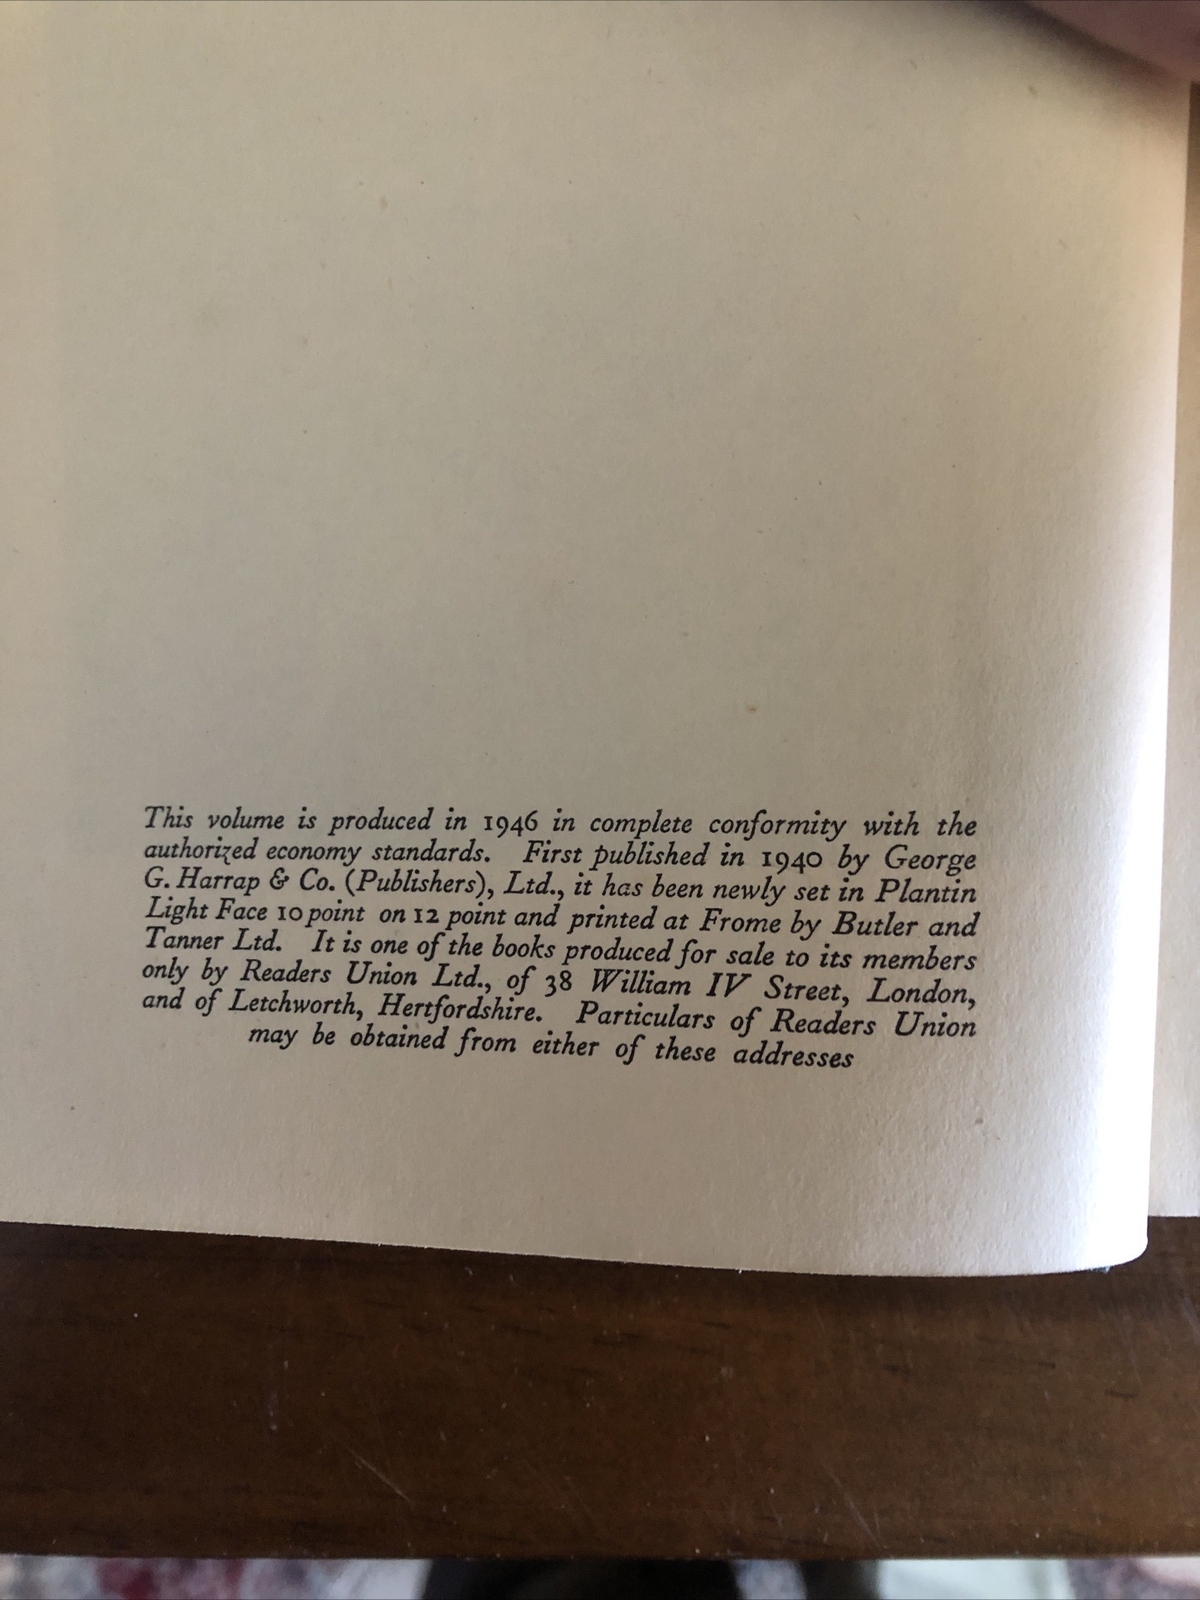 This volume is produced in 1946 in complete conformity with the
authorized economy standards. First published in 1940 by George
G. Harrap & Co. (Publishers), Ltd., it has been newly set in Plantin
Light Face 10 point on 12 point and printed at Frome by Butler and
Tanner Ltd. It is one of the books produced for sale to its members
only by Readers Union Ltd., of 38 William IV Street, London,
and of Letchworth, Hertfordshire. Particulars of Readers Union
may be obtained from either of these addresses